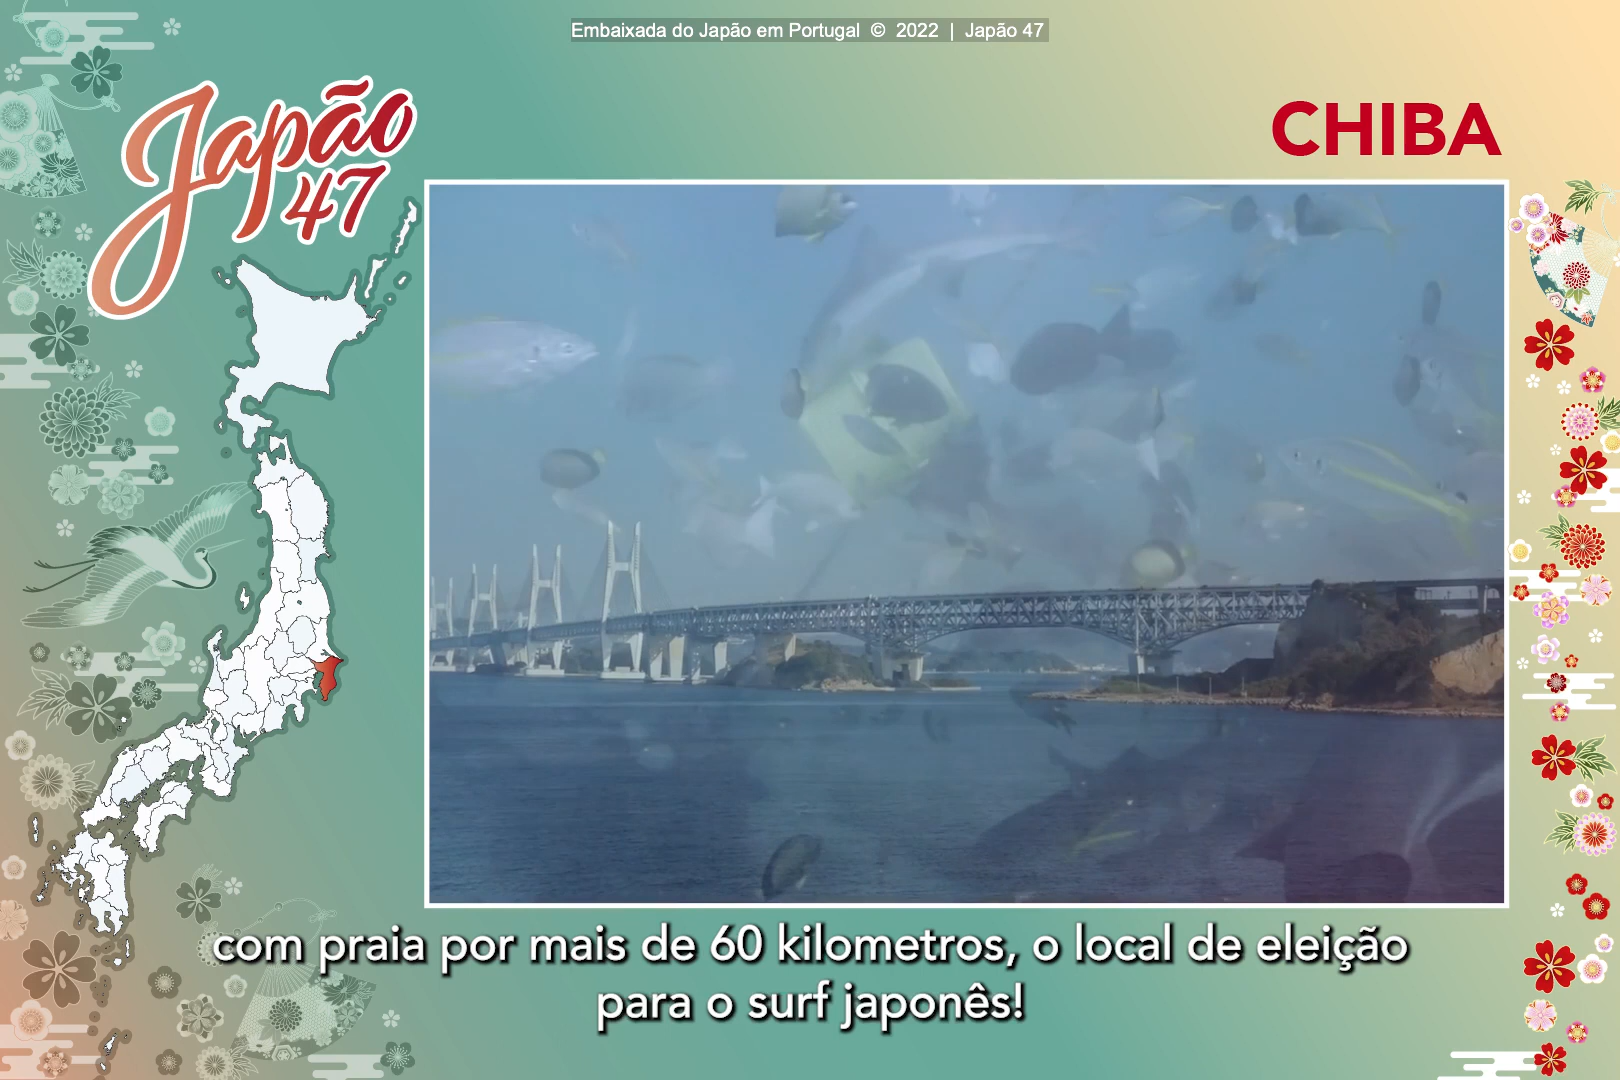 Embaixada do Japão em Portugal © 2022 | Japão 47
Japão
47
CHIBA
com praia por mais de 60 kilometros, o local de eleição
para o surf japonês!